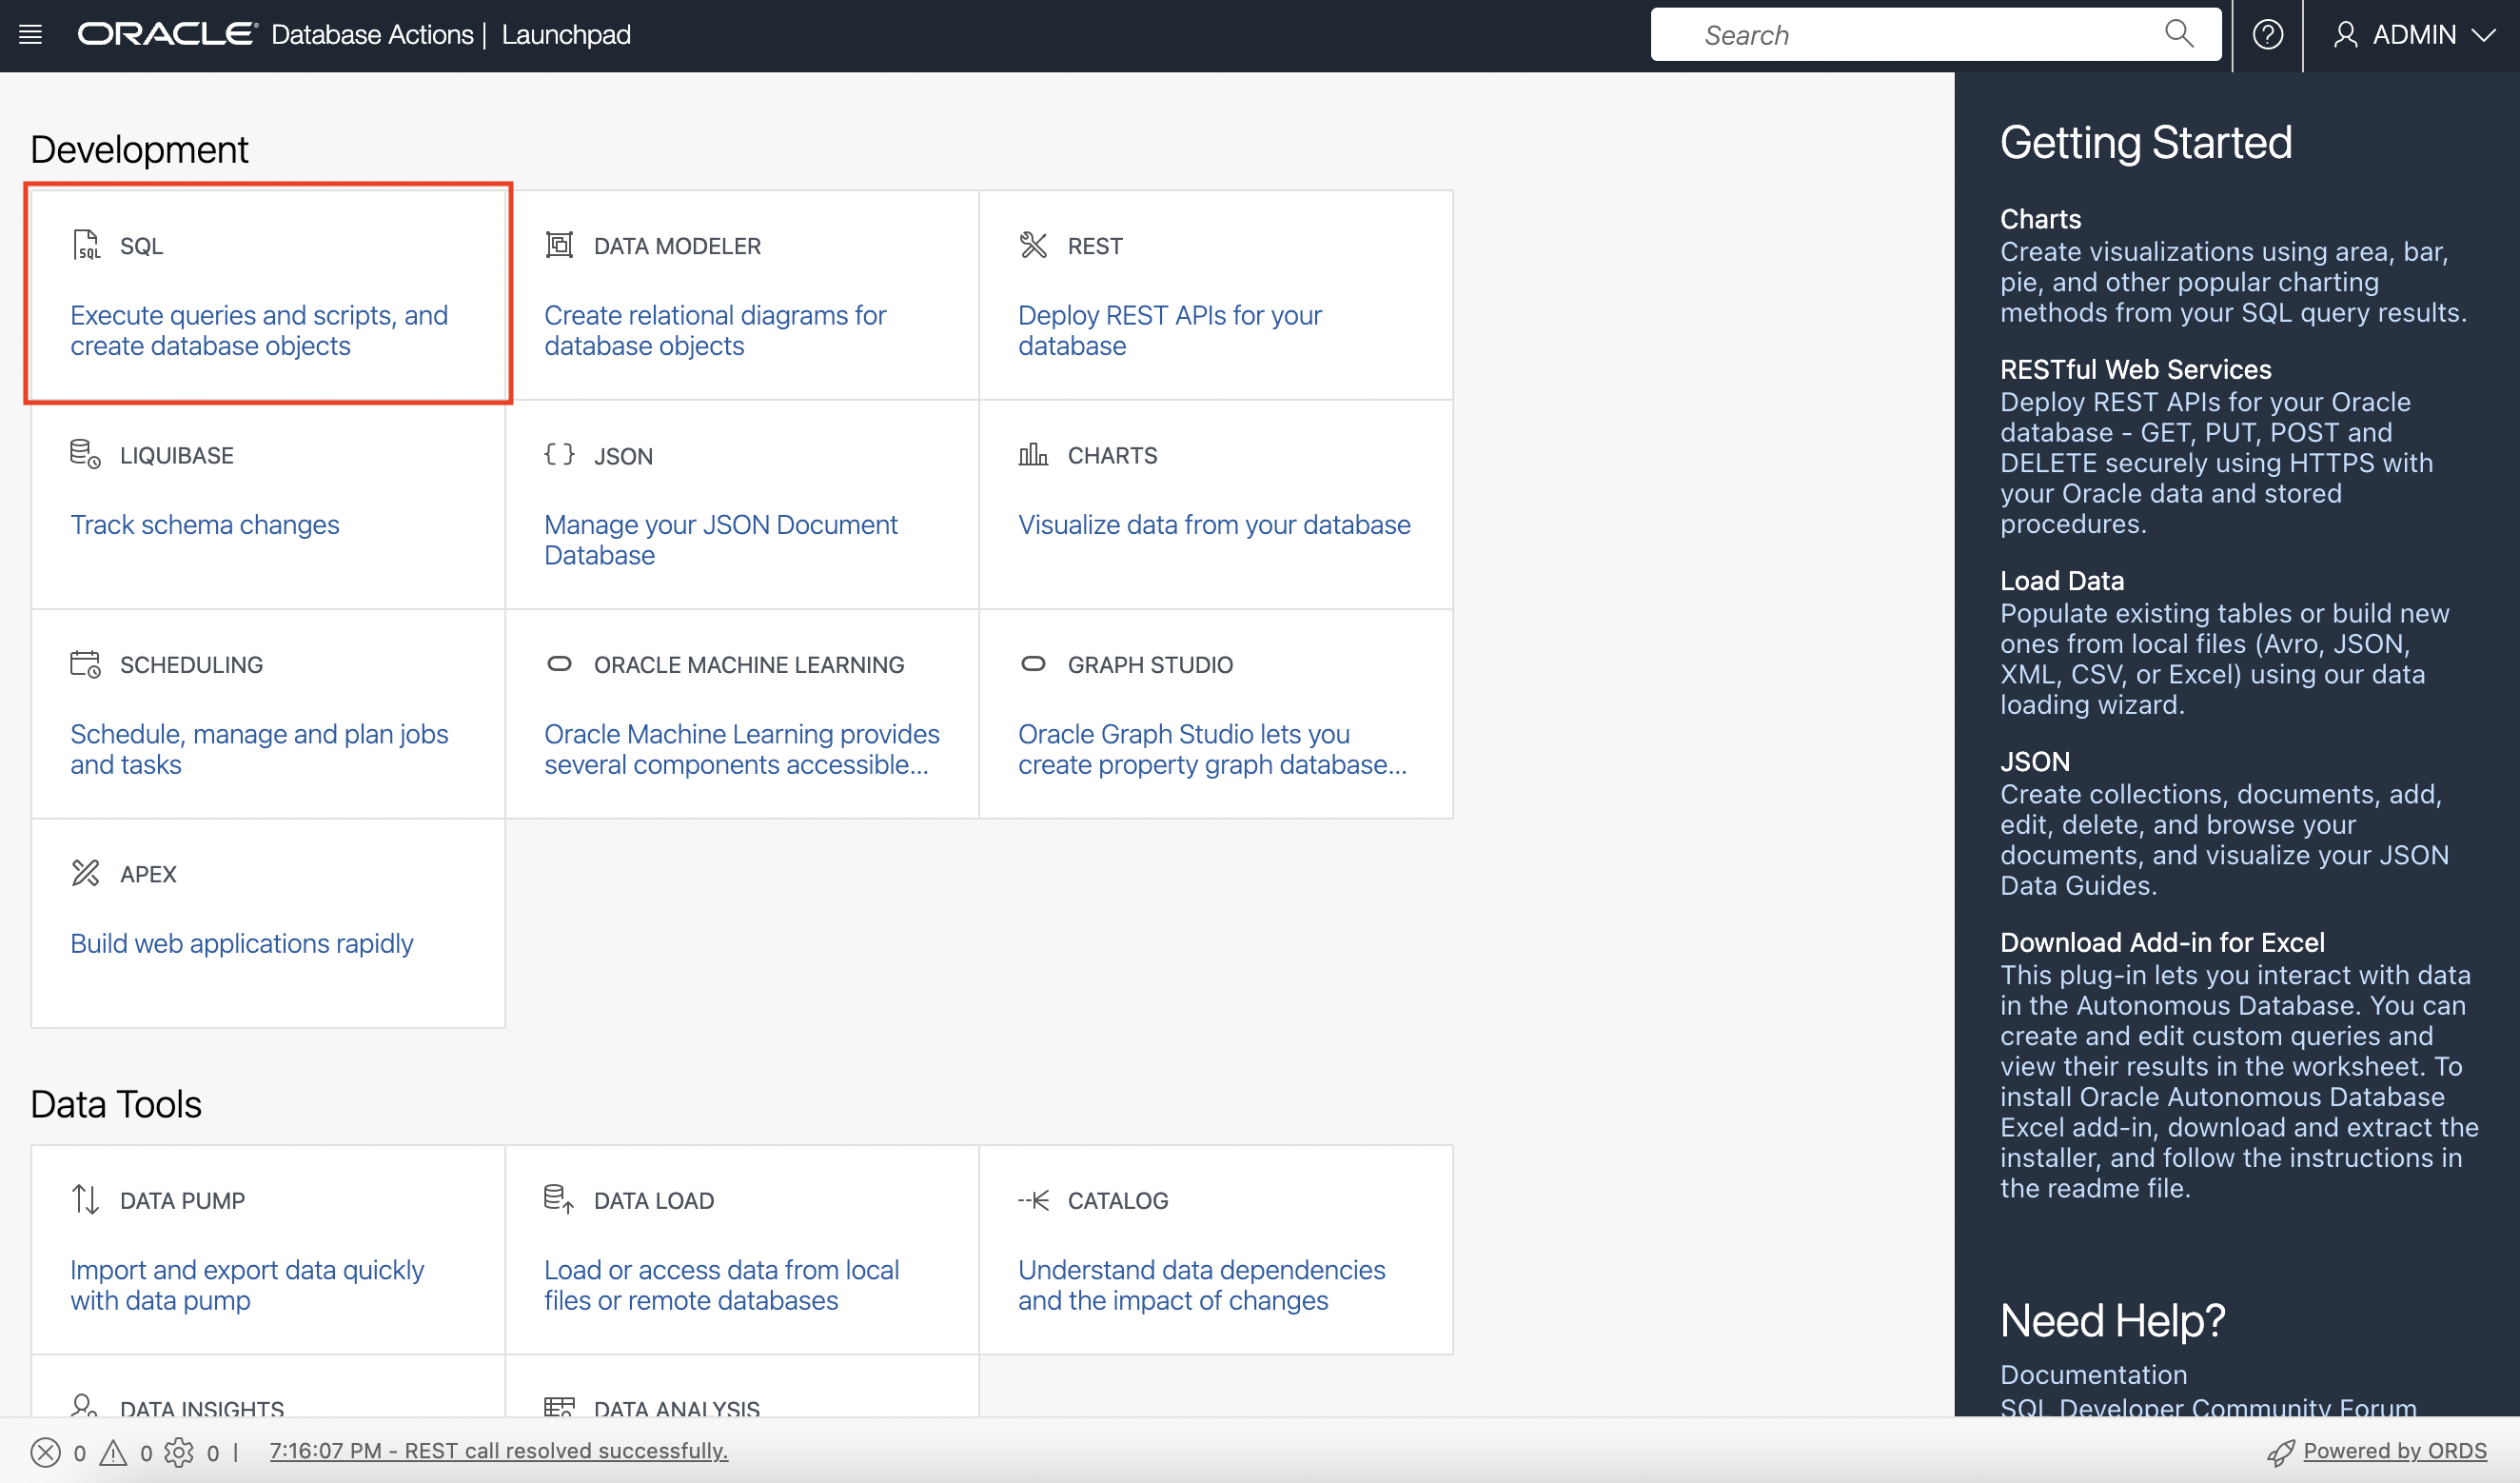 ORACLE Database Actions | Launchpad
Search
ADMIN
Development
SQL
Execute queries and scripts, and
create database objects
DATA MODELER
Create relational diagrams for
database objects
REST
Deploy REST APIs for your
database
LIQUIBASE
Track schema changes
JSON
Manage your JSON Document
Database
CHARTS
Visualize data from your database
SCHEDULING
Schedule, manage and plan jobs
and tasks
ORACLE MACHINE LEARNING
Oracle Machine Learning provides
several components accessible...
GRAPH STUDIO
Oracle Graph Studio lets you
create property graph database...
APEX
Build web applications rapidly
Data Tools
DATA PUMP
Import and export data quickly
with data pump
DATA LOAD
Load or access data from local
files or remote databases
CATALOG
Understand data dependencies
and the impact of changes
DATA INSIGHTS
DATA ANALYSIS
Getting Started
Charts
Create visualizations using area, bar,
pie, and other popular charting
methods from your SQL query results.
RESTful Web Services
Deploy REST APIs for your Oracle
database - GET, PUT, POST and
DELETE securely using HTTPS with
your Oracle data and stored
procedures.
Load Data
Populate existing tables or build new
ones from local files (Avro, JSON,
XML, CSV, or Excel) using our data
loading wizard.
JSON
Create collections, documents, add,
edit, delete, and browse your
documents, and visualize your JSON
Data Guides.
Download Add-in for Excel
This plug-in lets you interact with data
in the Autonomous Database. You can
create and edit custom queries and
view their results in the worksheet. To
install Oracle Autonomous Database
Excel add-in, download and extract the
installer, and follow the instructions in
the readme file.
Need Help?
Documentation
SQL Developer Community Forum
0 0 0 | 7:16:07 PM - REST call resolved successfully.
Powered by ORDS